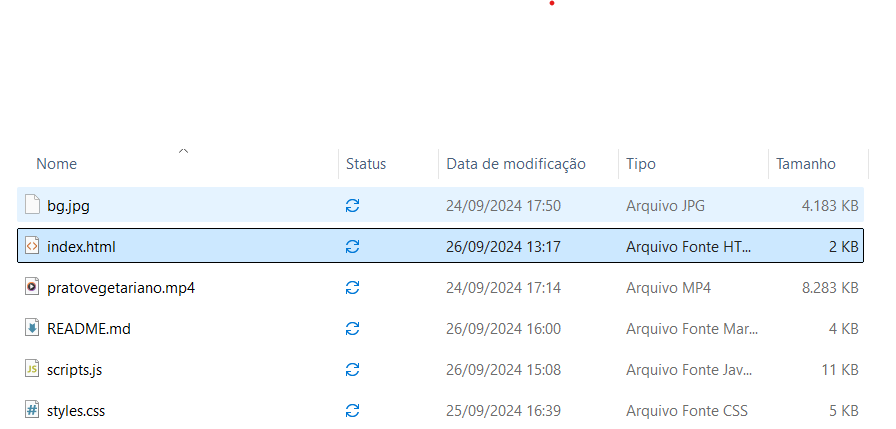 Nome Status Data de modificação Tipo Tamanho
bg.jpg 24/09/2024 17:50 Arquivo JPG 4.183 KB
index.html 26/09/2024 13:17 Arquivo Fonte HT... 2 KB
pratovegetariano.mp4 24/09/2024 17:14 Arquivo MP4 8.283 KB
README.md 26/09/2024 16:00 Arquivo Fonte Mar... 4 KB
JS scripts.js 26/09/2024 15:08 Arquivo Fonte Jav... 11 KB
# styles.css 25/09/2024 16:39 Arquivo Fonte CSS 5 KB